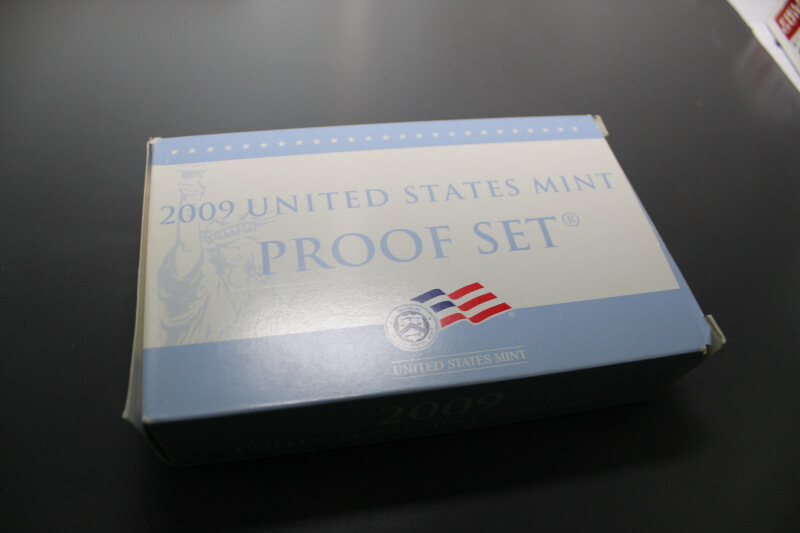 2009 UNITED STATES MINT
PROOF SET®
UNITED STATES MINT
2009